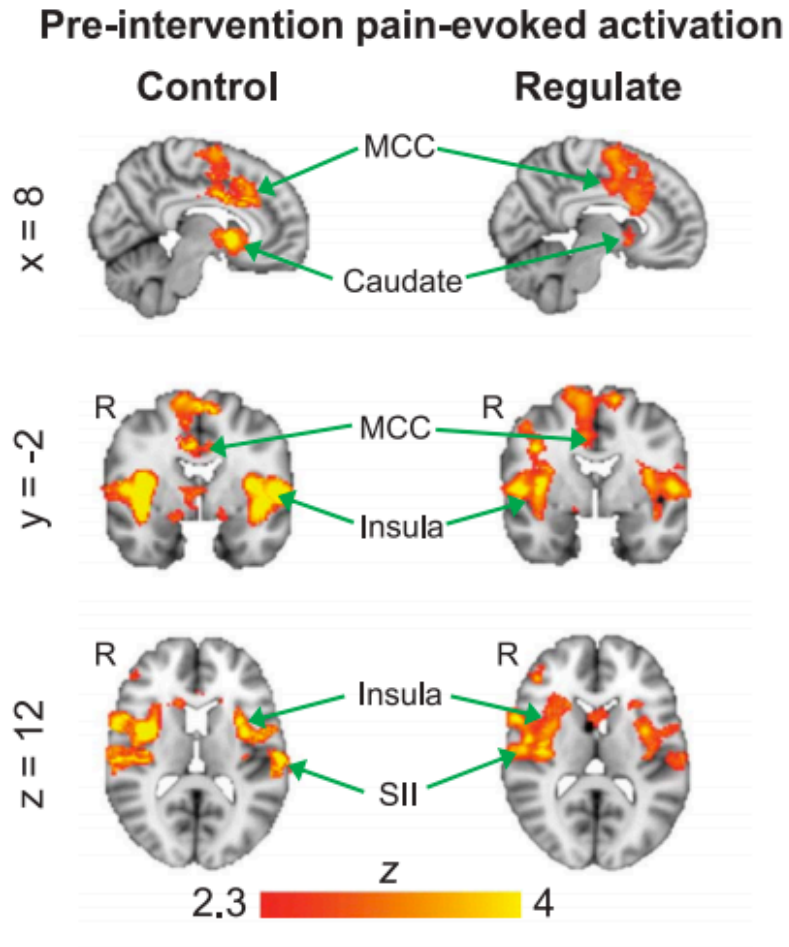 Pre-intervention pain-evoked activation
Control Regulate
x = 8
MCC
Caudate
y = -2
R R
MCC
Insula
z = 12
R R
Insula
SII
z
2.3 4